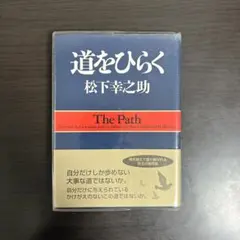 道をひらく
松下幸之助
The Path
自分だけしか歩めない
大事な道ではないか。
自分だけに与えられている
かけがえのないこの道ではないか。